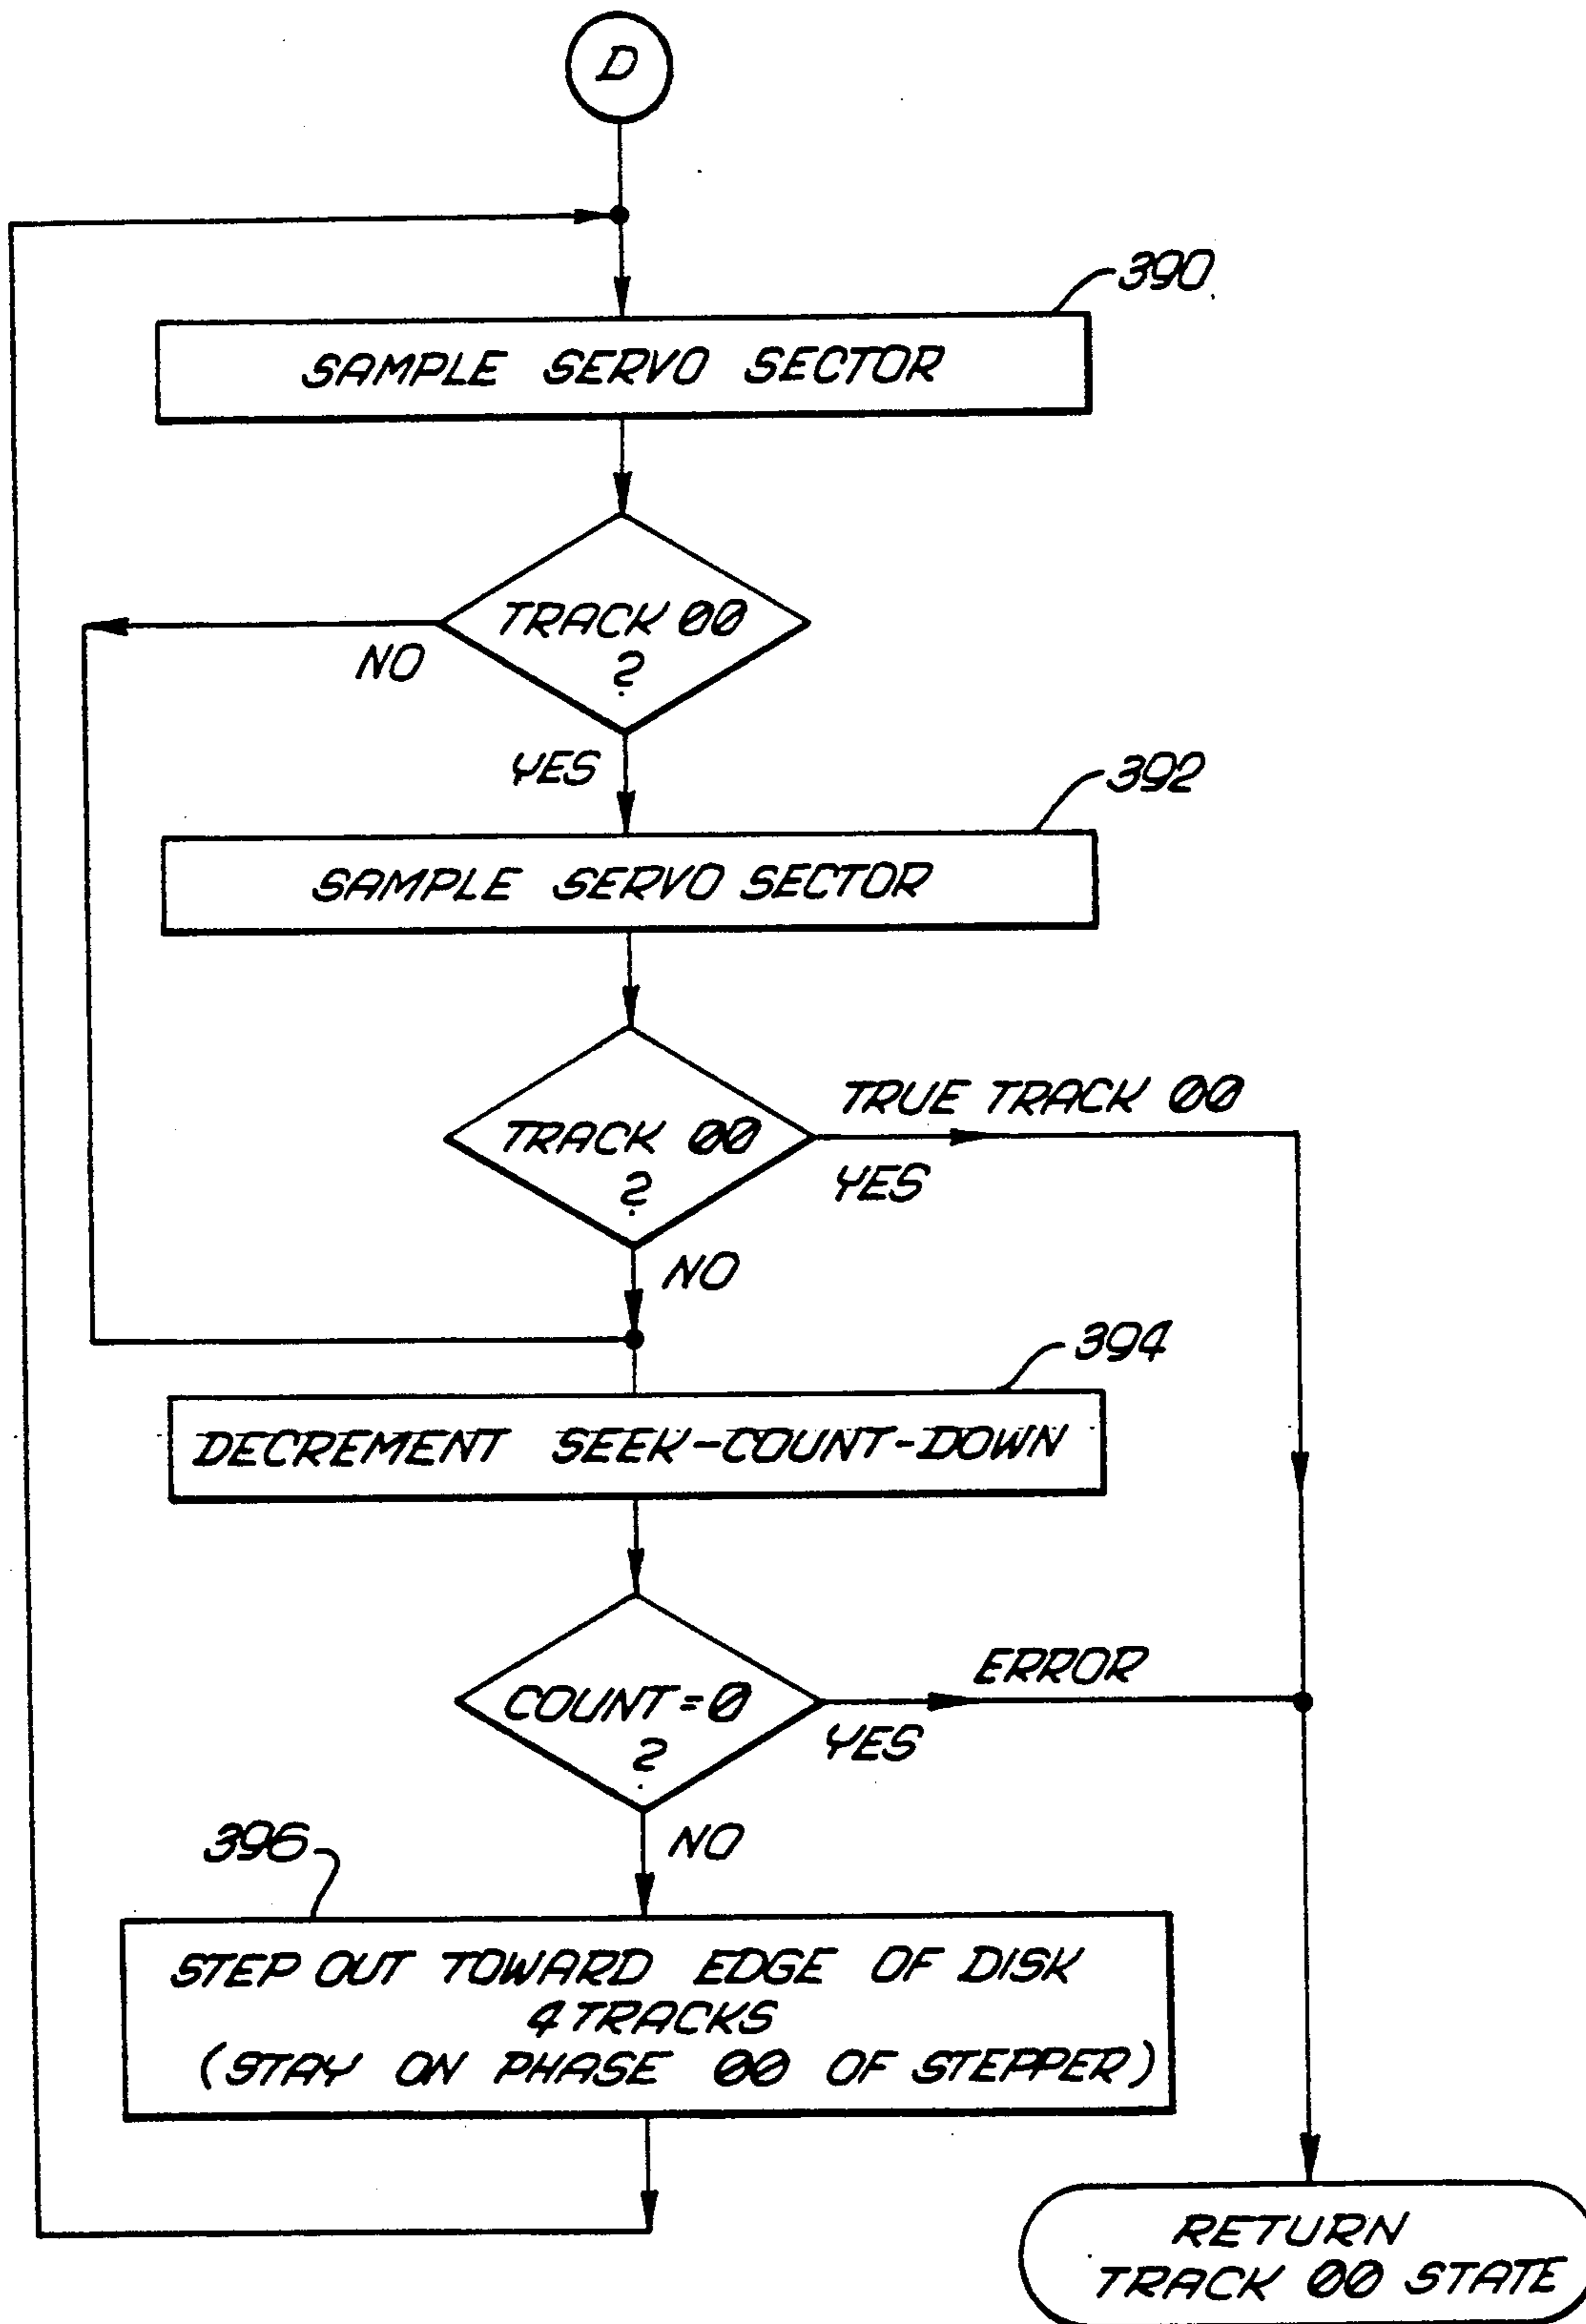 D
390
SAMPLE SERVO SECTOR
TRACK 00
?
NO
YES
392
SAMPLE SERVO SECTOR
TRACK 00
?
TRUE TRACK 00
YES
NO
394
DECREMENT SEEK-COUNT-DOWN
COUNT=0
?
ERROR
YES
NO
396
STEP OUT TOWARD EDGE OF DISK
4 TRACKS
(STAY ON PHASE 00 OF STEPPER)
RETURN
TRACK 00 STATE